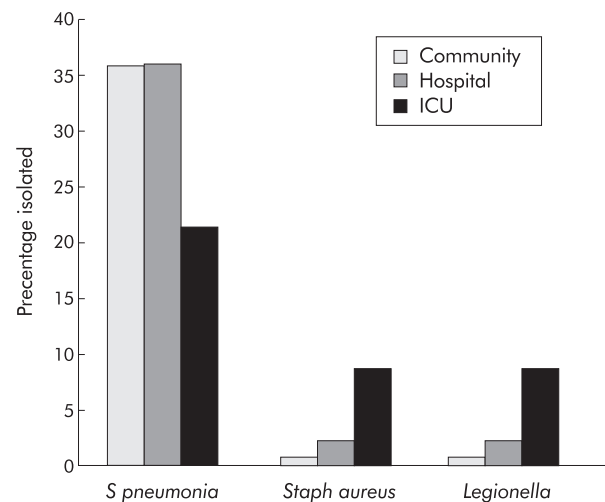 Precentage isolated
40
35
30
25
20
15
10
5
0
Community
Hospital
ICU
S pneumonia
Staph aureus
Legionella